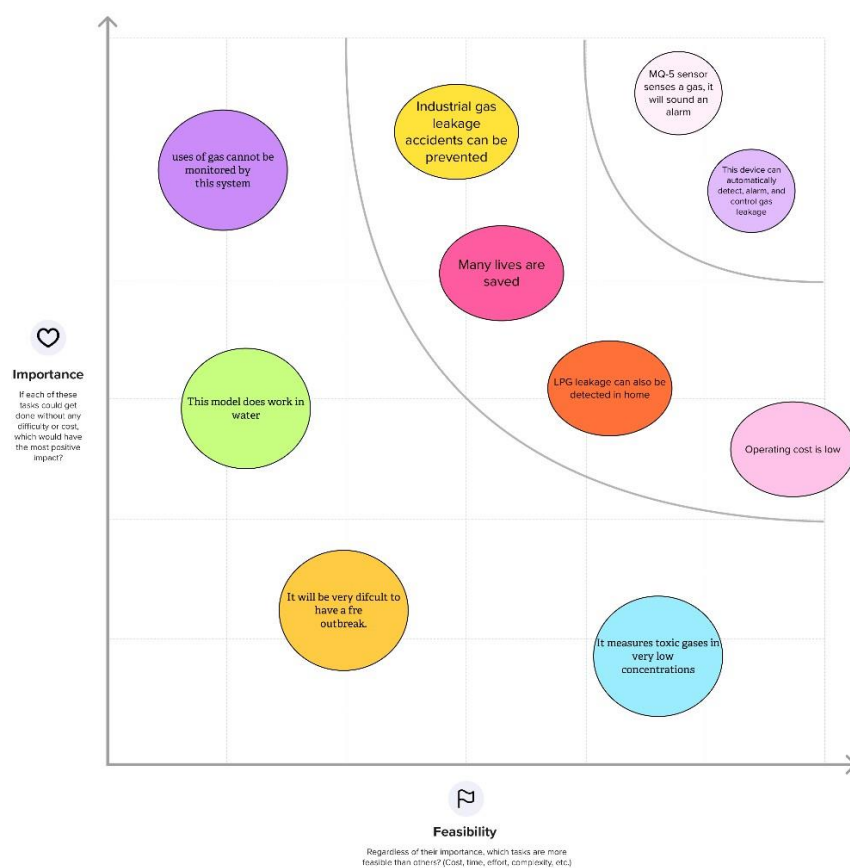 MQ-5 sensor
senses a gas, it
will sound an
alarm
Industrial gas
leakage
accidents can be
prevented
uses of gas cannot be
monitored by
this system
This device can
automatically
detect, alarm, and
control gas
leakage
Many lives are
saved
Importance
If each of these
tasks could get
done without any
difficulty or cost,
which would have
the most positive
impact?
This model does work in
water
LPG leakage can also be
detected in home
Operating cost is low
It will be very difcult to
have a fre
outbreak.
It measures toxic gases in
very low
concentrations
Feasibility
Regardless of their importance, which tasks are more
feasible than others? (Cost, time, effort, complexity, etc.)